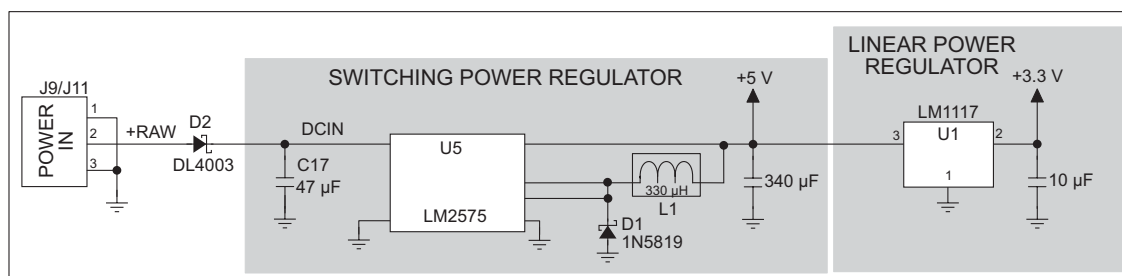 SWITCHING POWER REGULATOR
LINEAR POWER
REGULATOR
J9/J11
POWER
IN
1
2
3
+RAW
D2
DL4003
DCIN
C17
47 µF
U5
LM2575
330 µH
L1
D1
1N5819
+5 V
340 µF
LM1117
U1
3
2
1
+3.3 V
10 µF